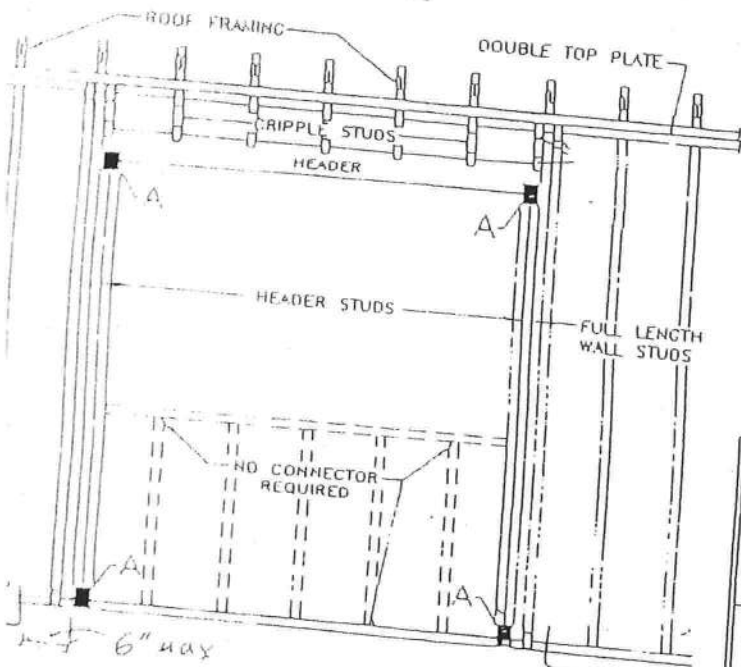 ROOF FRAMING
DOUBLE TOP PLATE
CRIPPLE STUDS
HEADER
A
A
HEADER STUDS
FULL LENGTH
WALL STUDS
NO CONNECTOR
REQUIRED
A
A
6" max